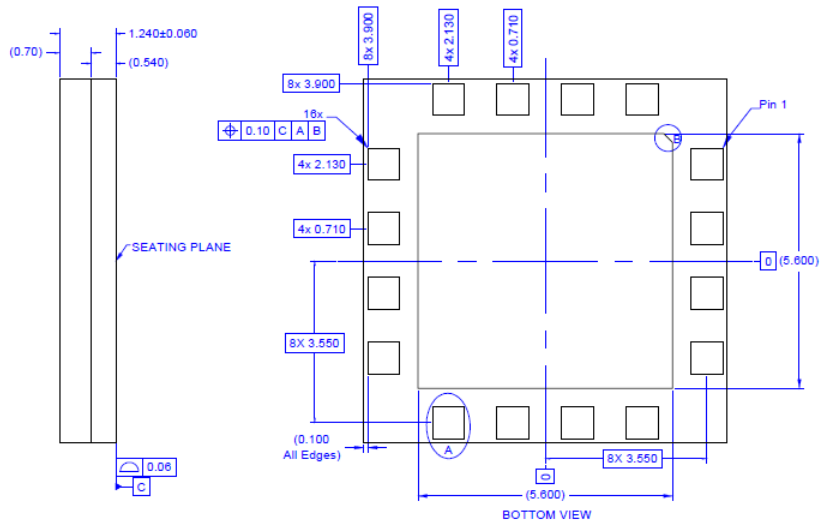 1.240±0.060
(0.70)
(0.540)
SEATING PLANE
0.06
C
8x 3.900
4x 2.130
4x 0.710
8x 3.900
16x
0.10 C A B
4x 2.130
4x 0.710
8X 3.550
(0.100
All Edges)
A
B
Pin 1
0 (5.600)
8X 3.550
0
(5.600)
BOTTOM VIEW